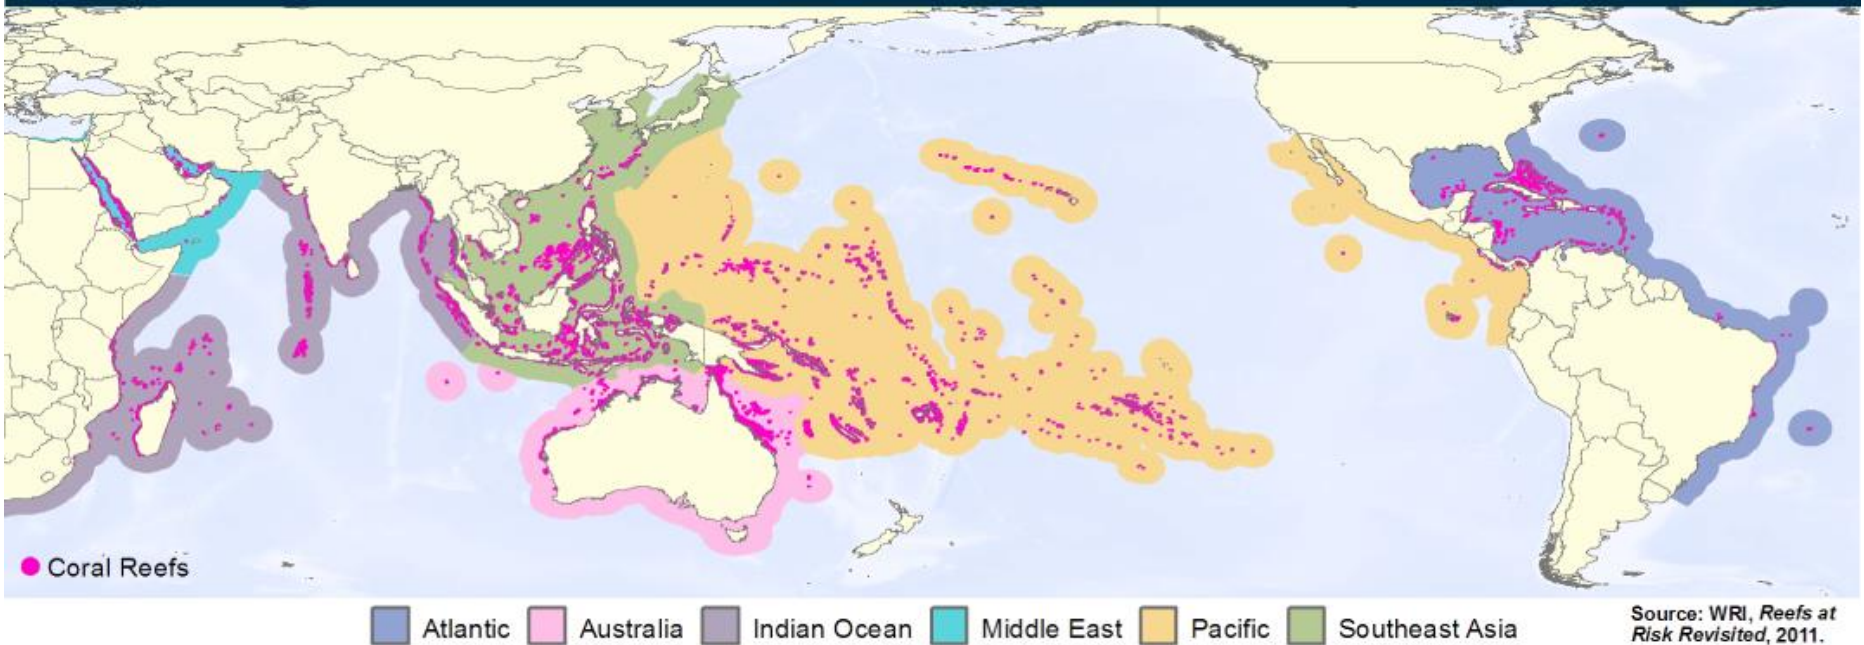 Coral Reefs
Atlantic
Australia
Indian Ocean
Middle East
Pacific
Southeast Asia
Source: WRI, Reefs at
Risk Revisited, 2011.